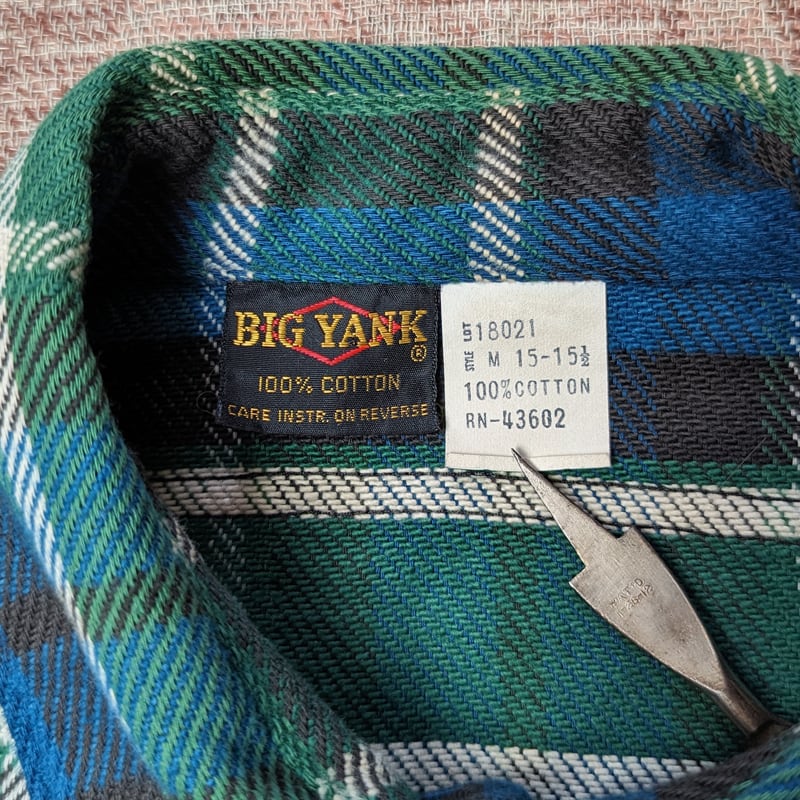 BIG YANK
®
100% COTTON
CARE INSTR. ON REVERSE
LOT 18021
STYLE M 15-15½
100% COTTON
RN-43602